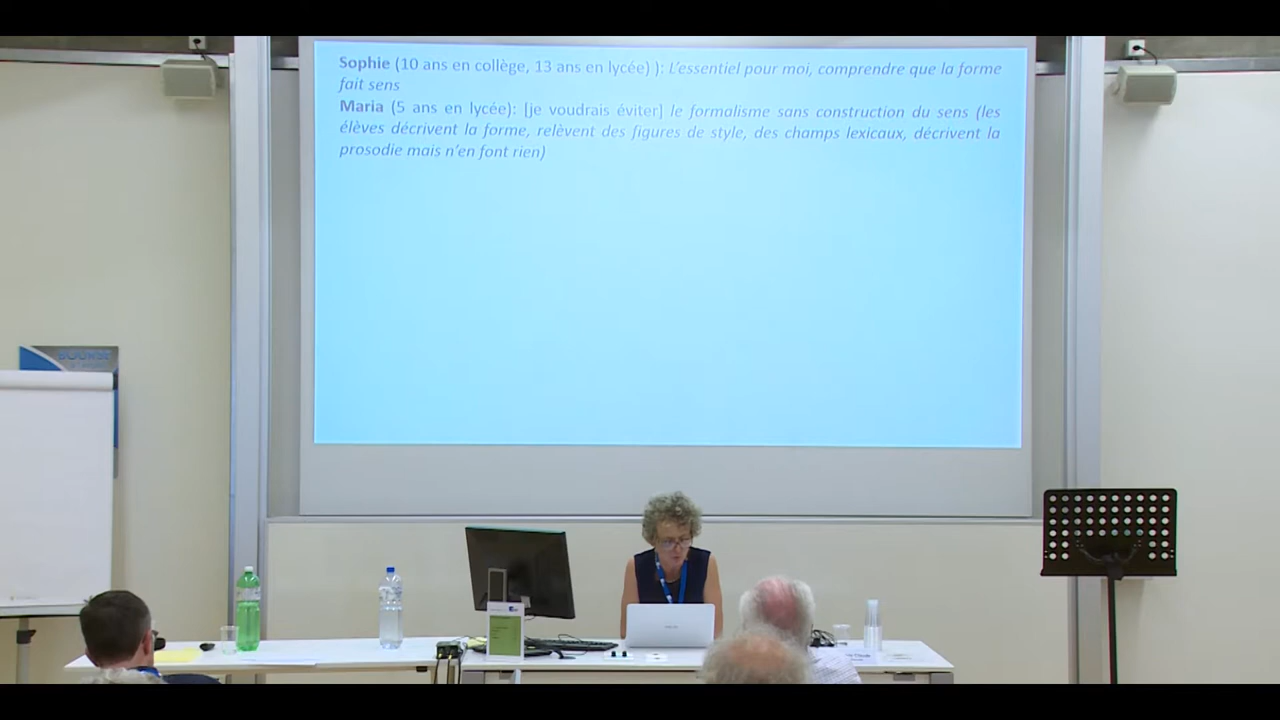 Sophie (10 ans en collège, 13 ans en lycée) ): L'essentiel pour moi, comprendre que la forme
fait sens
Maria (5 ans en lycée): [je voudrais éviter] le formalisme sans construction du sens (les
élèves décrivent la forme, relèvent des figures de style, des champs lexicaux, décrivent la
prosodie mais n'en font rien)